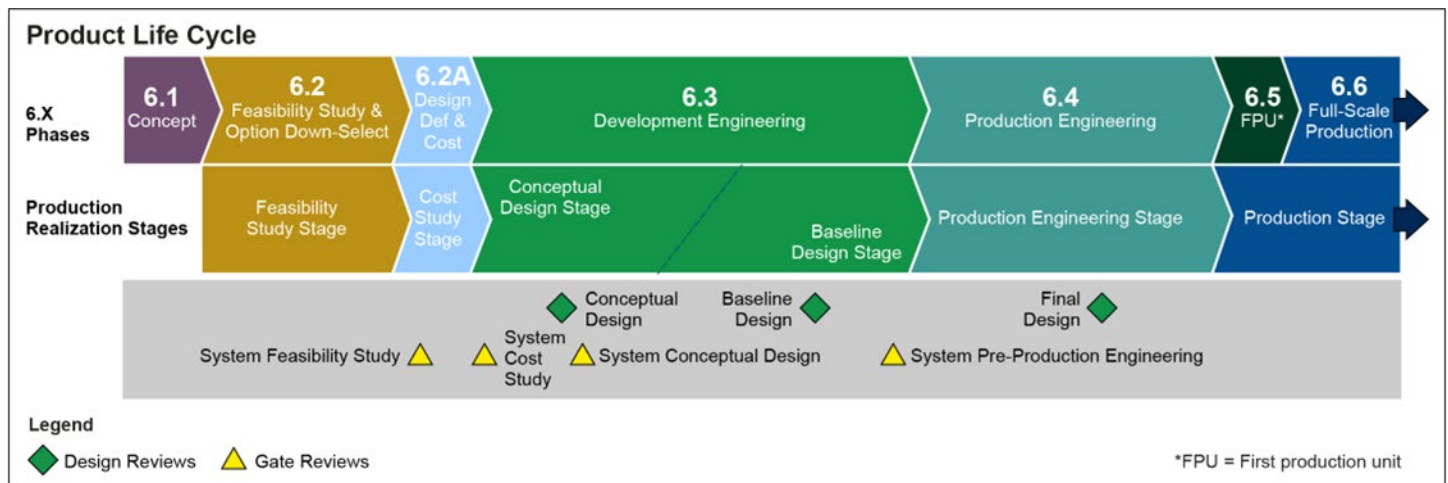 Product Life Cycle
6.X
Phases
6.1
Concept
6.2
Feasibility Study &
Option Down-Select
6.2A
Design
Def &
Cost
6.3
Development Engineering
6.4
Production Engineering
6.5
FPU*
6.6
Full-Scale
Production
Production
Realization Stages
Feasibility
Study Stage
Cost
Study
Stage
Conceptual
Design Stage
Baseline
Design Stage
Production Engineering Stage
Production Stage
Conceptual
Design
Baseline
Design
Final
Design
System Feasibility Study
System
Cost
Study
System Conceptual Design
System Pre-Production Engineering
Legend
Design Reviews
Gate Reviews
*FPU = First production unit